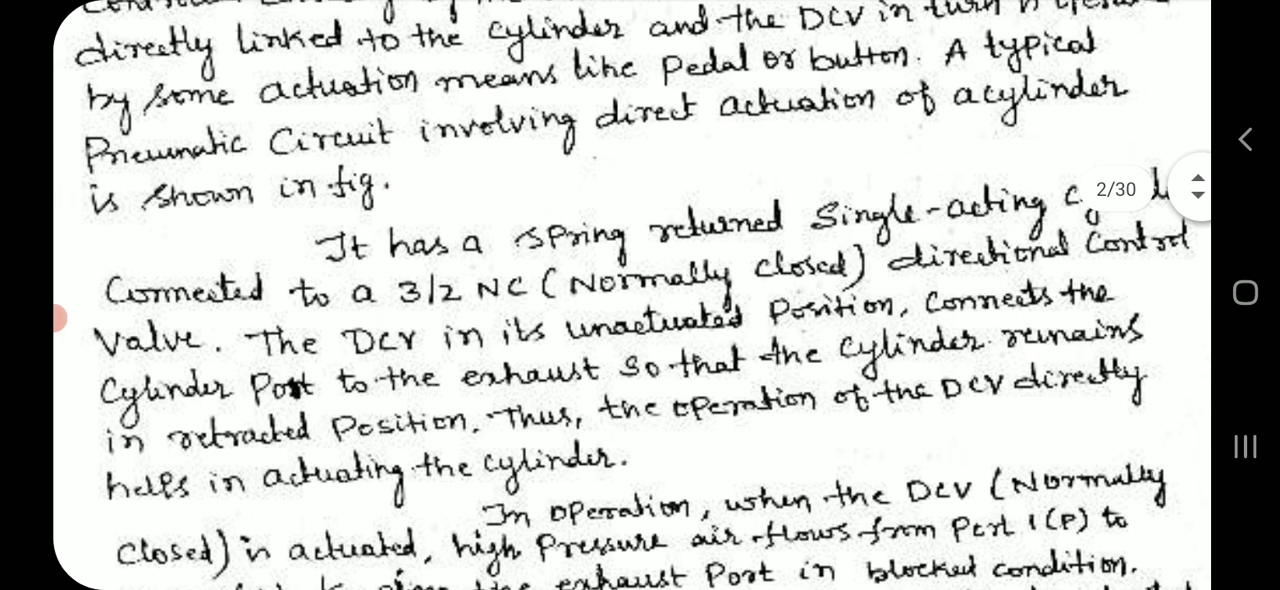 directly linked to the cylinder and the DCV in turn is
by some actuation means like Pedal or button. A typical
Pneumatic Circuit involving direct actuation of a cylinder
is shown in fig.
It has a spring returned Single-acting
2/30
Connected to a 3/2 NC (Normally closed) directional Control
Valve. The DCV in its unactuated Position, Connects the
Cylinder Port to the exhaust so that the cylinder remains
in retracted Position. Thus, the operation of the DCV directly
helps in actuating the cylinder.
In operation, when the DCV (Normally
Closed) is actuated, high Pressure air flows from Port 1(P) to
exhaust Port in blocked condition.